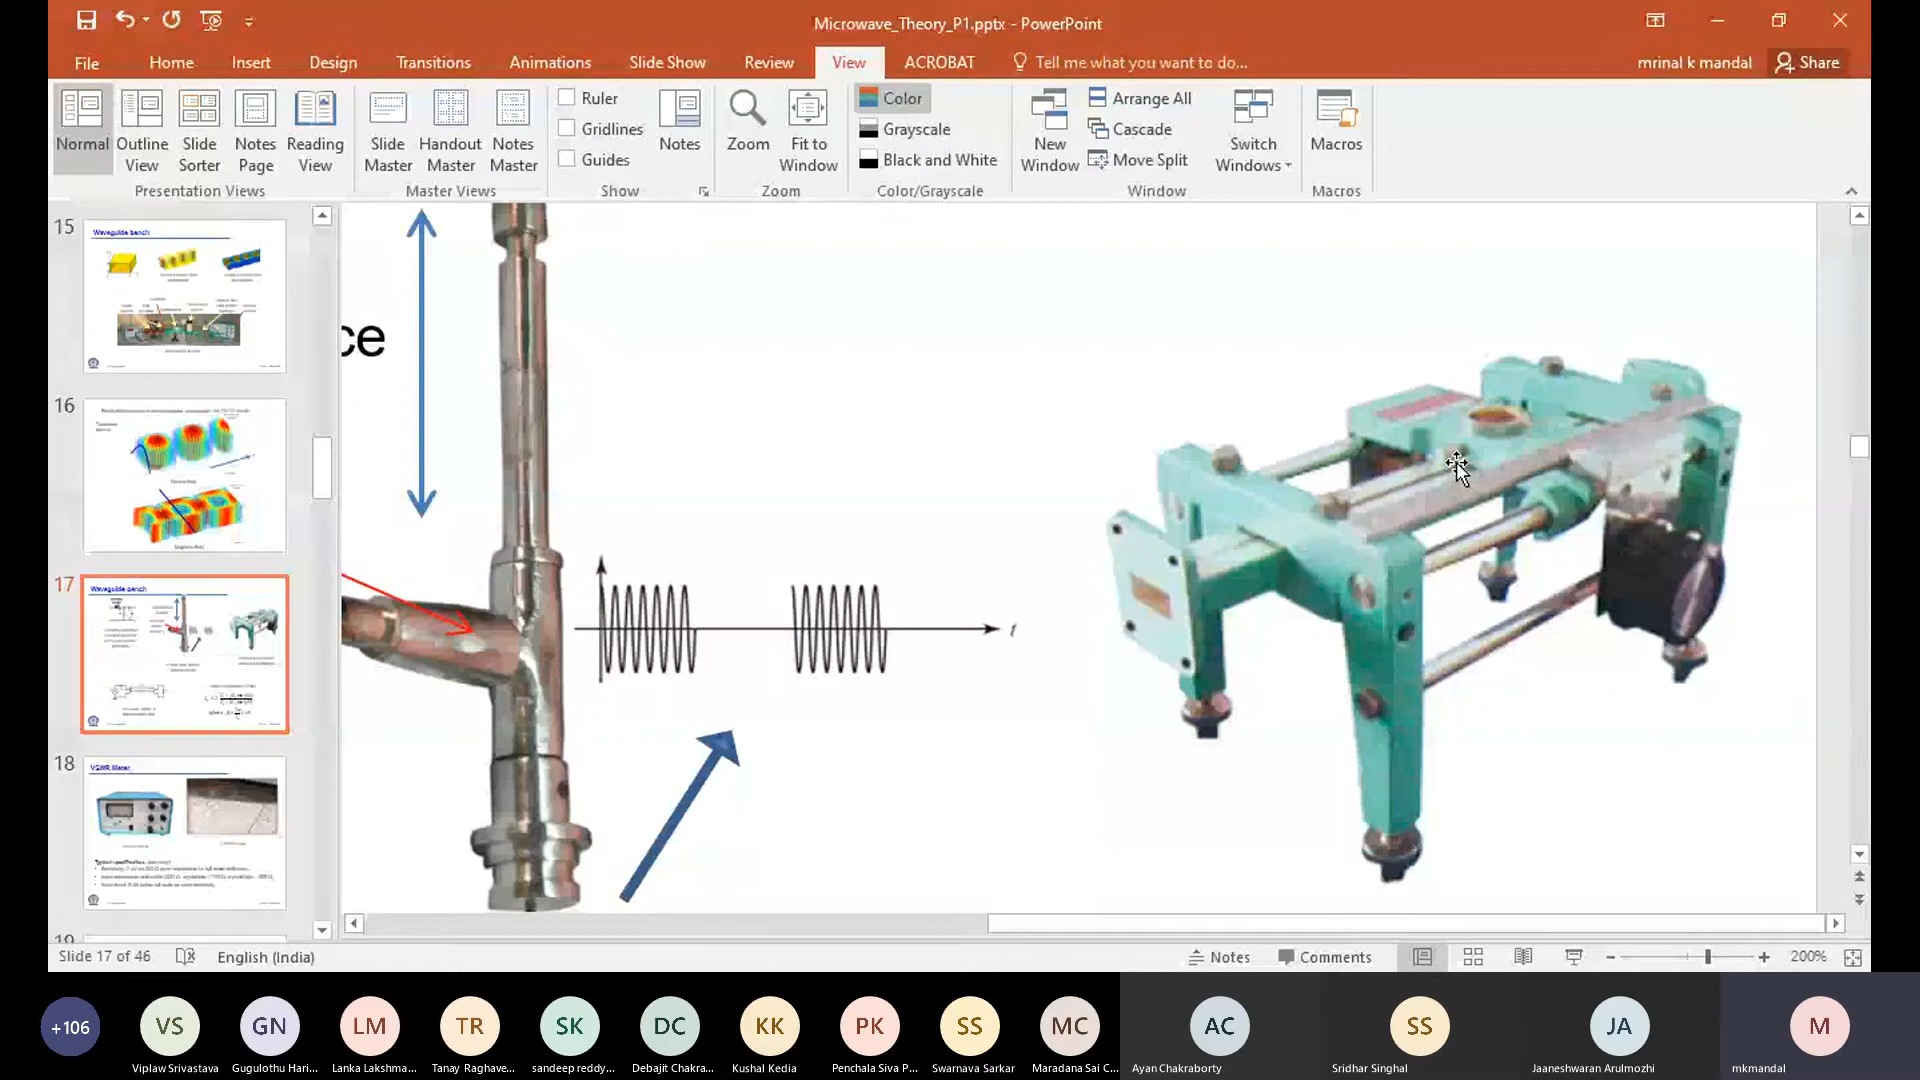 Microwave_Theory_P1.pptx - PowerPoint
File Home Insert Design Transitions Animations Slide Show Review View ACROBAT Tell me what you want to do... mrinal k mandal Share
Normal Outline View Slide Sorter Notes Page Reading View
Presentation Views
Slide Master Handout Master Notes Master
Master Views
Ruler
Gridlines
Guides
Notes
Show
Zoom Fit to Window
Zoom
Color
Grayscale
Black and White
Color/Grayscale
New Window
Arrange All
Cascade
Move Split
Switch Windows
Window
Macros
Macros
15
Waveguide bench
16
17
Waveguide bench
18
VSWR Meter
ce
t
Slide 17 of 46 English (India) Notes Comments 200%
+106
VS
GN
LM
TR
SK
DC
KK
PK
SS
MC
AC
SS
JA
M
Viplaw Srivastava
Gugulothu Hari...
Lanka Lakshma...
Tanay Raghave...
sandeep reddy...
Debajit Chakra...
Kushal Kedia
Penchala Siva P...
Swarnava Sarkar
Maradana Sai C...
Ayan Chakraborty
Sridhar Singhal
Jaaneshwaran Arulmozhi
mkmandal